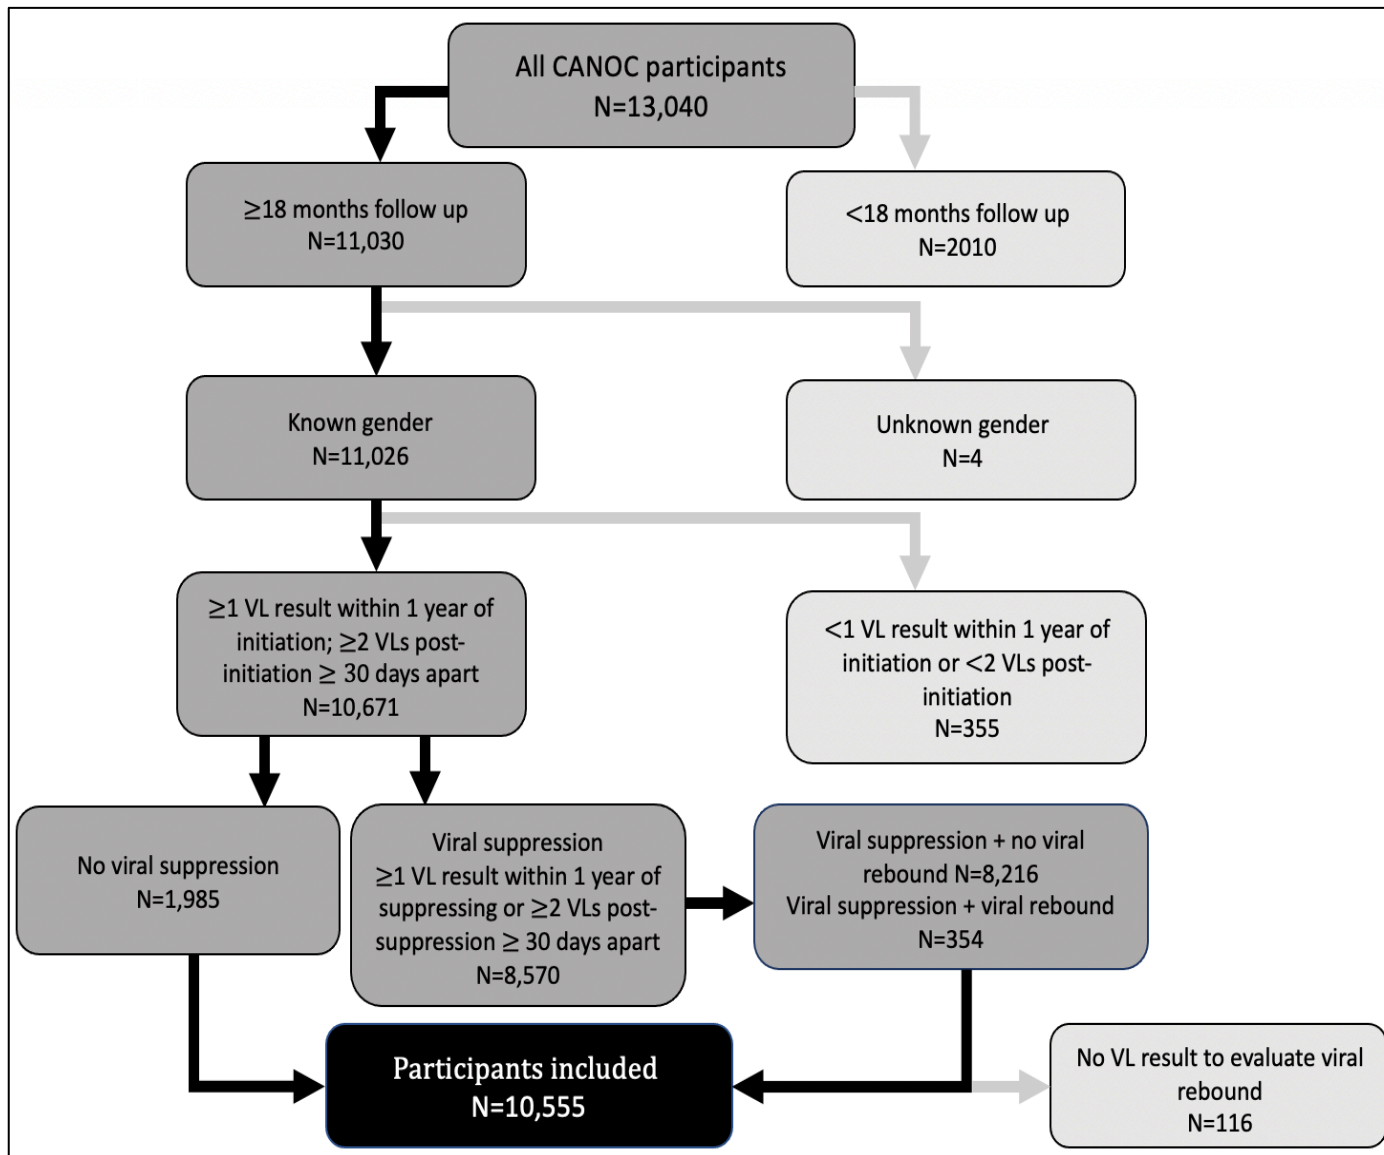 All CANOC participants
N=13,040
≥18 months follow up
N=11,030
<18 months follow up
N=2010
Known gender
N=11,026
Unknown gender
N=4
≥1 VL result within 1 year of
initiation; ≥2 VLs post-
initiation ≥ 30 days apart
N=10,671
<1 VL result within 1 year of
initiation or <2 VLs post-
initiation
N=355
No viral suppression
N=1,985
Viral suppression
≥1 VL result within 1 year of
suppressing or ≥2 VLs post-
suppression ≥ 30 days apart
N=8,570
Viral suppression + no viral
rebound N=8,216
Viral suppression + viral rebound
N=354
Participants included
N=10,555
No VL result to evaluate viral
rebound
N=116